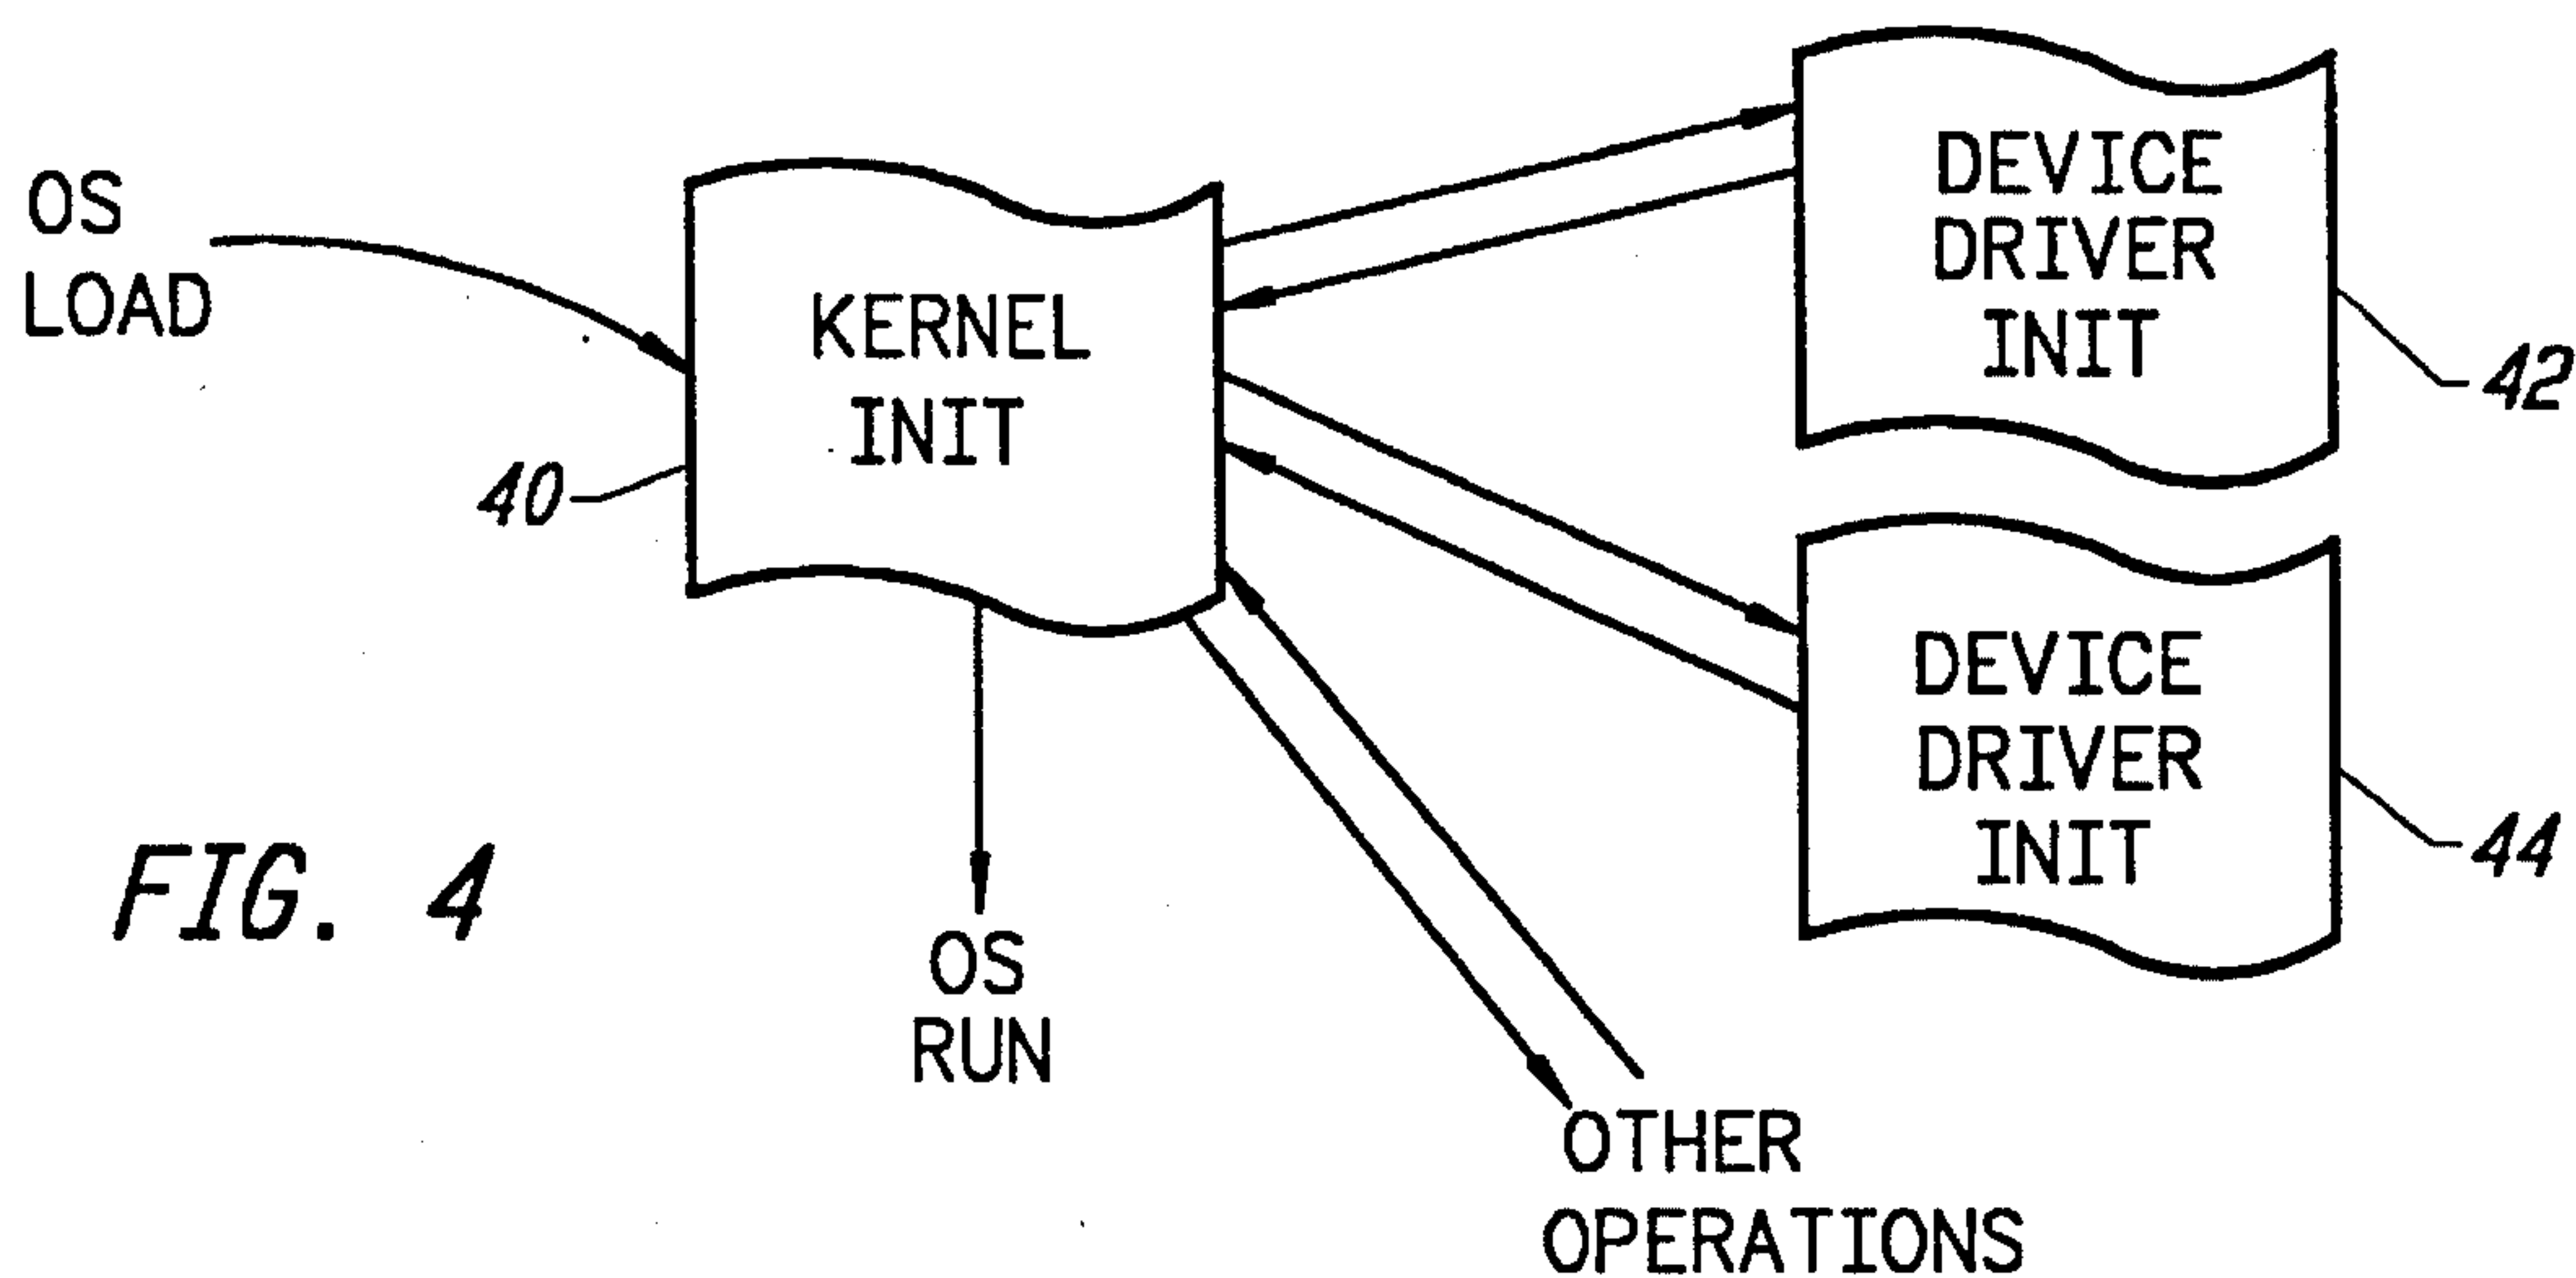 OS
LOAD
KERNEL
INIT
40
DEVICE
DRIVER
INIT
42
DEVICE
DRIVER
INIT
44
OS
RUN
OTHER
OPERATIONS
FIG. 4